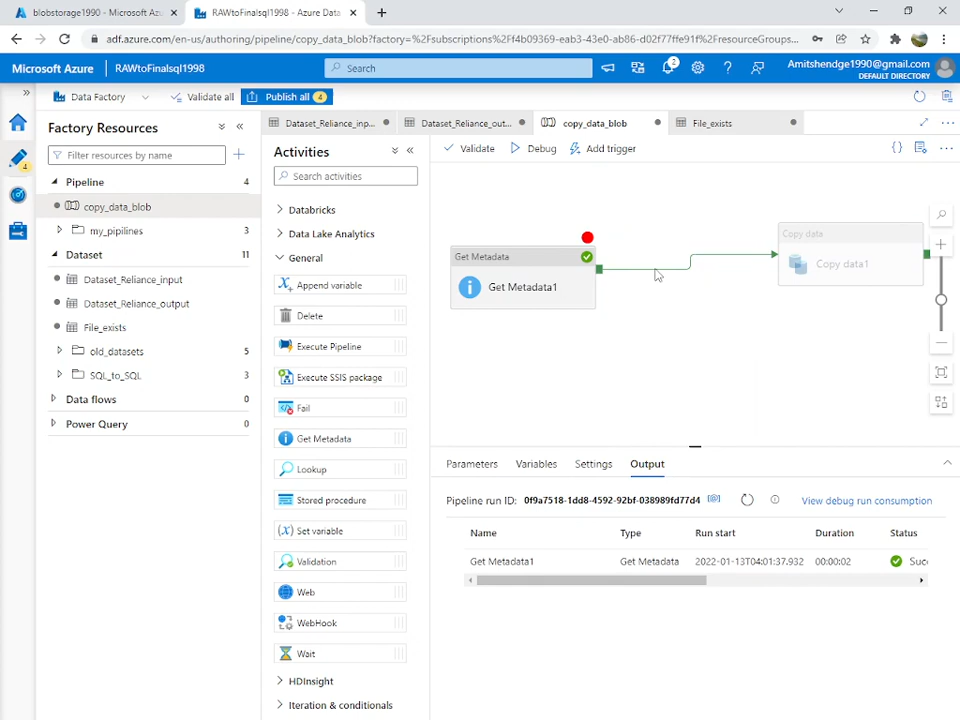 blobstorage1990 - Microsoft Az
RAWtoFinalsql1998 - Azure Data
adf.azure.com/en-us/authoring/pipeline/copy_data_blob?factory=%2Fsubscriptions%2F4b09369-eab3-43e0-ab86-d02f77ffe91f%2FresourceGroups...
Microsoft Azure
RAWtoFinalsql1998
Search
2
Amitshendge1990@gmail.com
DEFAULT DIRECTORY
Data Factory
Validate all
Publish all 4
Factory Resources
Filter resources by name
4
Pipeline 4
copy_data_blob
my_pipilines 3
Dataset 11
Dataset_Reliance_input
Dataset_Reliance_output
File_exists
old_datasets 5
SQL_to_SQL 3
Data flows 0
Power Query 0
Dataset_Reliance_inp...
Dataset_Reliance_out...
copy_data_blob
File_exists
Activities
Search activities
Databricks
Data Lake Analytics
General
Append variable
Delete
Execute Pipeline
Execute SSIS package
Fail
Get Metadata
Lookup
Stored procedure
Set variable
Validation
Web
WebHook
Wait
HDInsight
Iteration & conditionals
Validate
Debug
Add trigger
Get Metadata
Get Metadata1
Copy data
Copy data1
Parameters Variables Settings Output
Pipeline run ID: 0f9a7518-1dd8-4592-92bf-038989fd77d4
View debug run consumption
Name Type Run start Duration Status
Get Metadata1 Get Metadata 2022-01-13T04:01:37.932 00:00:02 Succ